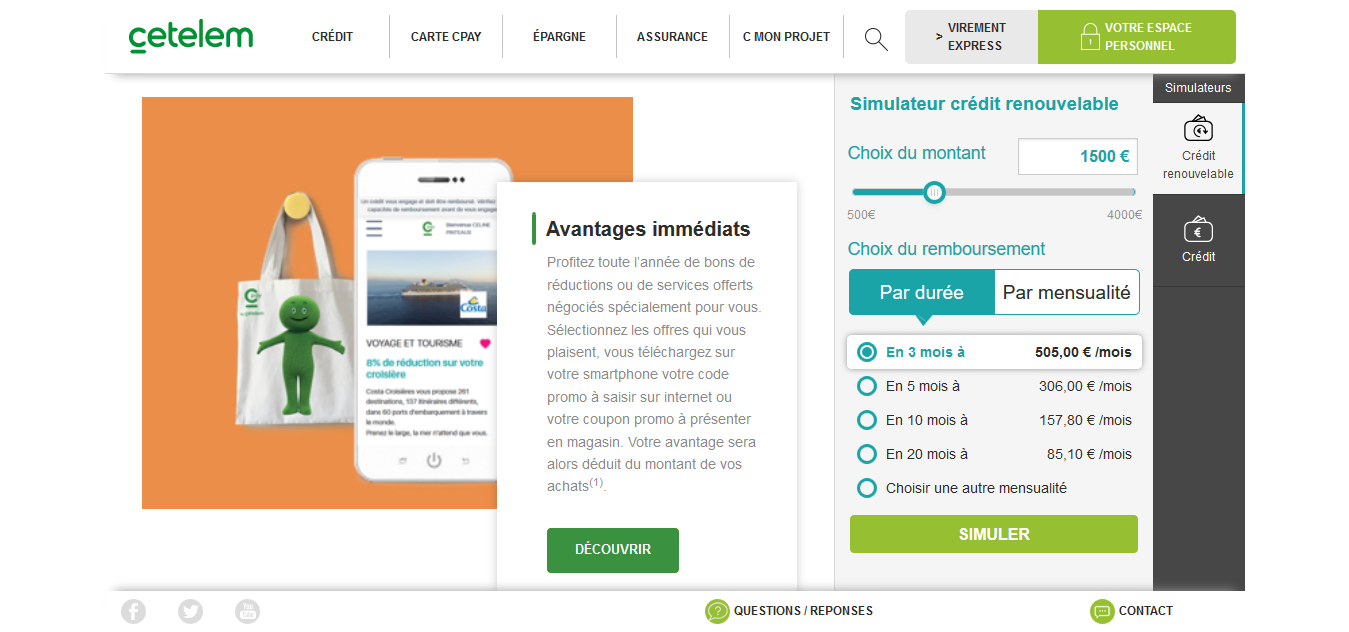 cetelem
CRÉDIT
CARTE CPAY
ÉPARGNE
ASSURANCE
C MON PROJET
> VIREMENT
EXPRESS
VOTRE ESPACE
PERSONNEL
Un crédit vous engage et doit être remboursé. Vérifiez
capacités de remboursement avant de vous engager
Bienvenue CELINE
Costa
VOYAGE ET TOURISME
8% de réduction sur votre
croisière
Costa Croisières vous propose 261
destinations, 137 itinéraires différents,
dans 60 ports d'embarquement à travers
le monde.
Prenez le large, la mer n'attend que vous.
Avantages immédiats
Profitez toute l'année de bons de
réductions ou de services offerts
négociés spécialement pour vous.
Sélectionnez les offres qui vous
plaisent, vous téléchargez sur
votre smartphone votre code
promo à saisir sur internet ou
votre coupon promo à présenter
en magasin. Votre avantage sera
alors déduit du montant de vos
achats(1).
DÉCOUVRIR
Simulateur crédit renouvelable
Choix du montant
1500 €
500€
4000€
Choix du remboursement
Par durée
Par mensualité
En 3 mois à 505,00 € /mois
En 5 mois à 306,00 € /mois
En 10 mois à 157,80 € /mois
En 20 mois à 85,10 € /mois
Choisir une autre mensualité
SIMULER
Simulateurs
Crédit
renouvelable
Crédit
You
Tube
QUESTIONS / REPONSES
CONTACT